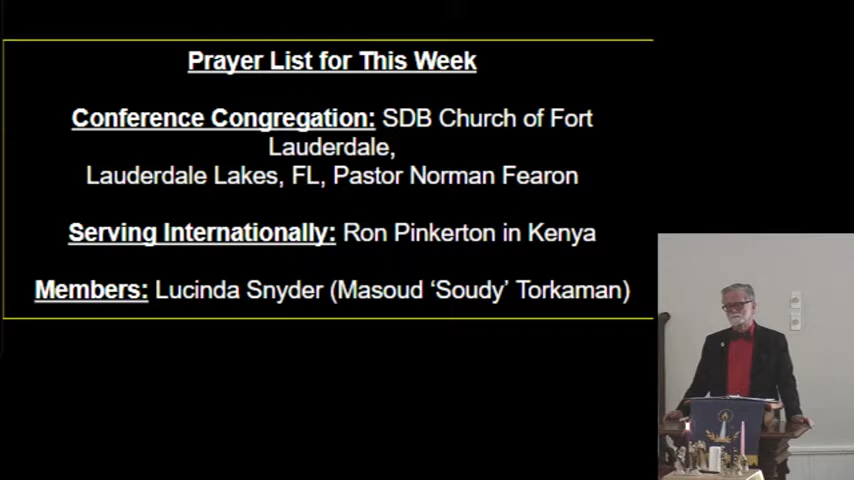 Prayer List for This Week
Conference Congregation: SDB Church of Fort
Lauderdale,
Lauderdale Lakes, FL, Pastor Norman Fearon
Serving Internationally: Ron Pinkerton in Kenya
Members: Lucinda Snyder (Masoud ‘Soudy’ Torkaman)